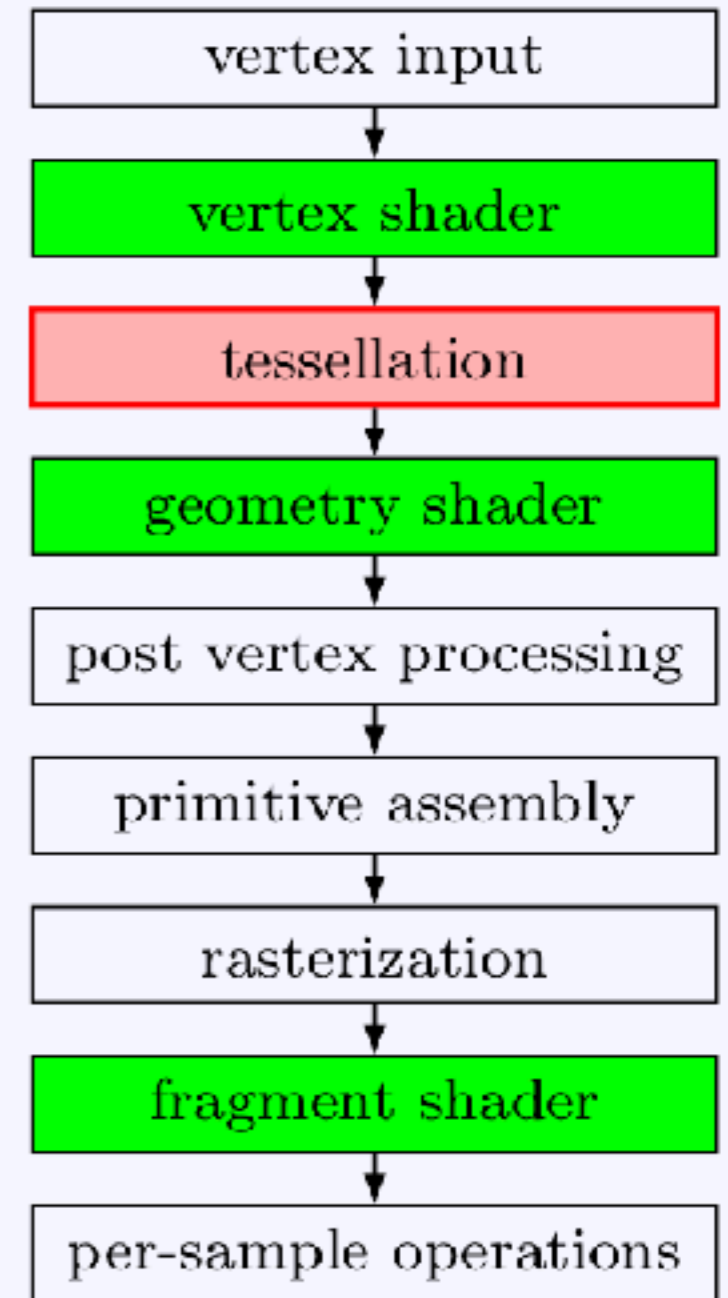 vertex input
vertex shader
tessellation
geometry shader
post vertex processing
primitive assembly
rasterization
fragment shader
per-sample operations